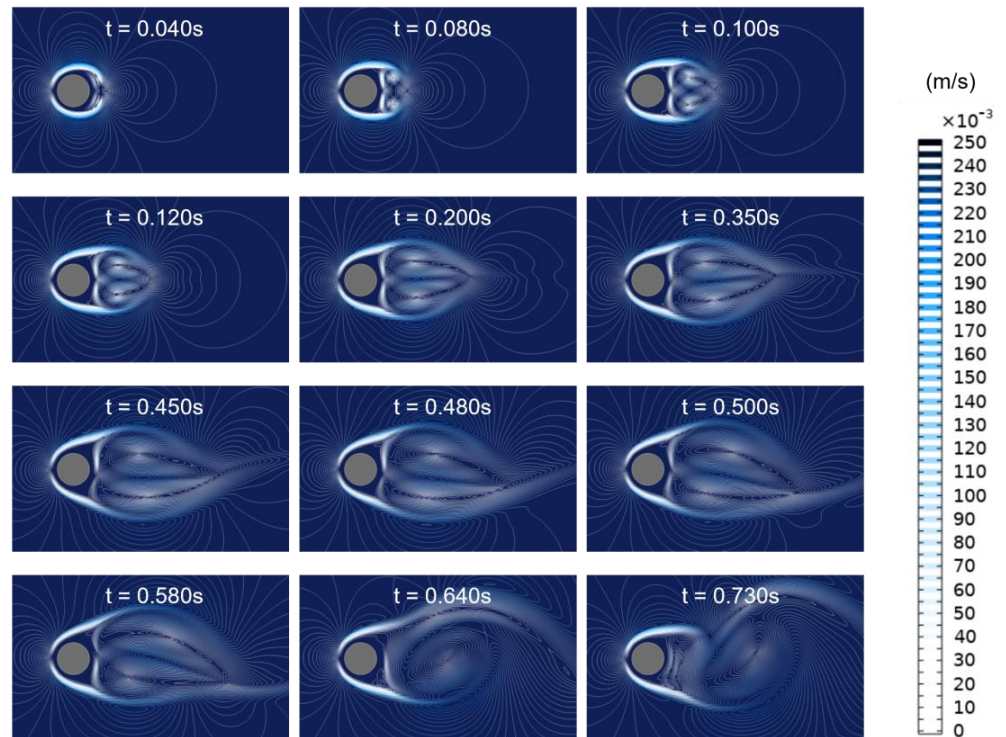 t = 0.040s
t = 0.080s
t = 0.100s
t = 0.120s
t = 0.200s
t = 0.350s
t = 0.450s
t = 0.480s
t = 0.500s
t = 0.580s
t = 0.640s
t = 0.730s
(m/s)
×10⁻³
250
240
230
220
210
200
190
180
170
160
150
140
130
120
110
100
90
80
70
60
50
40
30
20
10
0